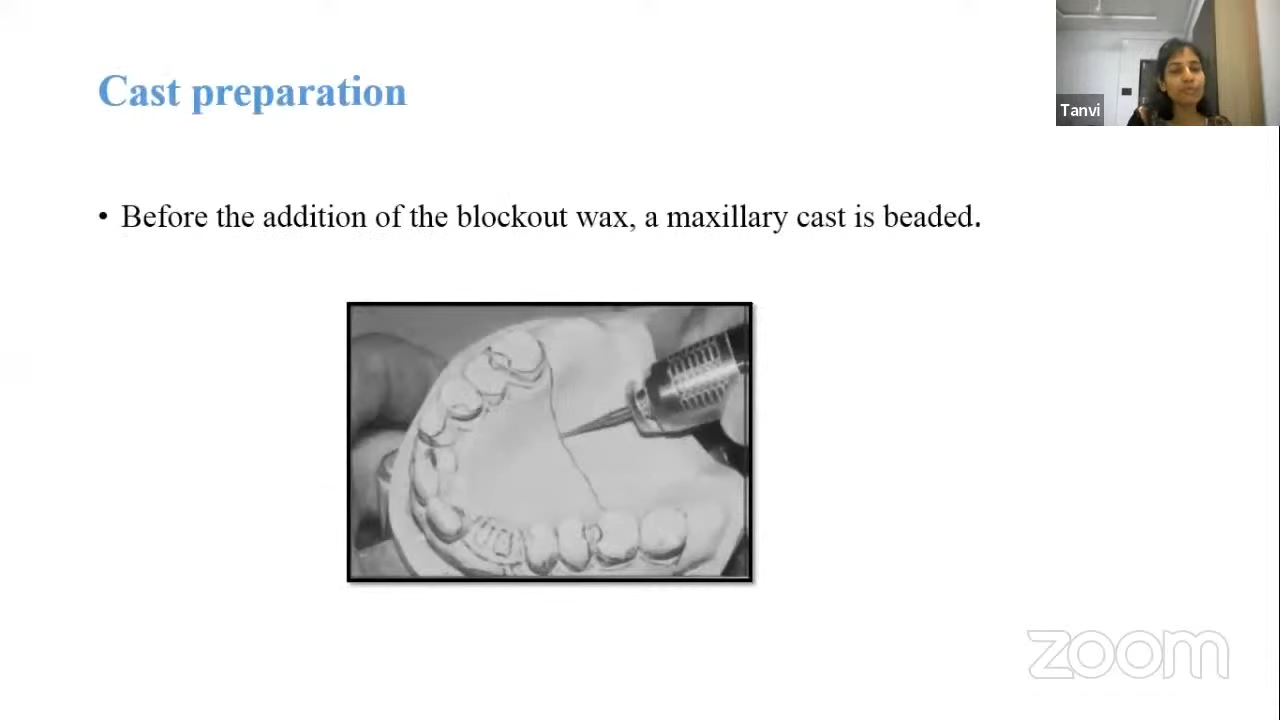 Cast preparation
Tanvi
• Before the addition of the blockout wax, a maxillary cast is beaded.
zoom